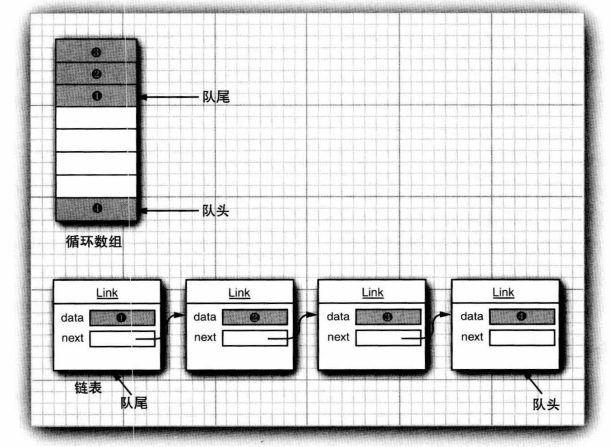 ❸
❷
❶ 队尾
❹ 队头
循环数组
Link Link Link Link
data ❶ data ❷ data ❸ data ❹
next next next next
链表
队尾 队头